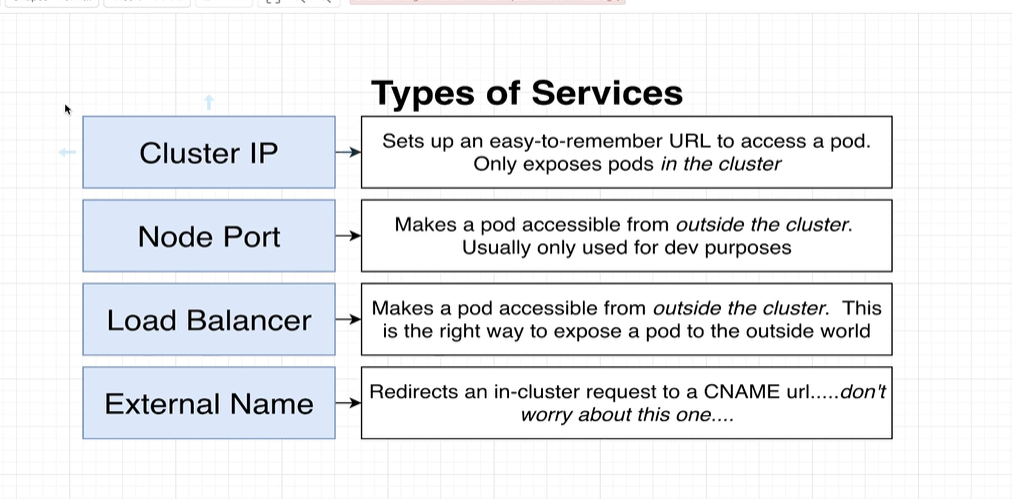 Types of Services
Cluster IP
Sets up an easy-to-remember URL to access a pod.
Only exposes pods in the cluster
Node Port
Makes a pod accessible from outside the cluster.
Usually only used for dev purposes
Load Balancer
Makes a pod accessible from outside the cluster.  This
is the right way to expose a pod to the outside world
External Name
Redirects an in-cluster request to a CNAME url.....don't
worry about this one....